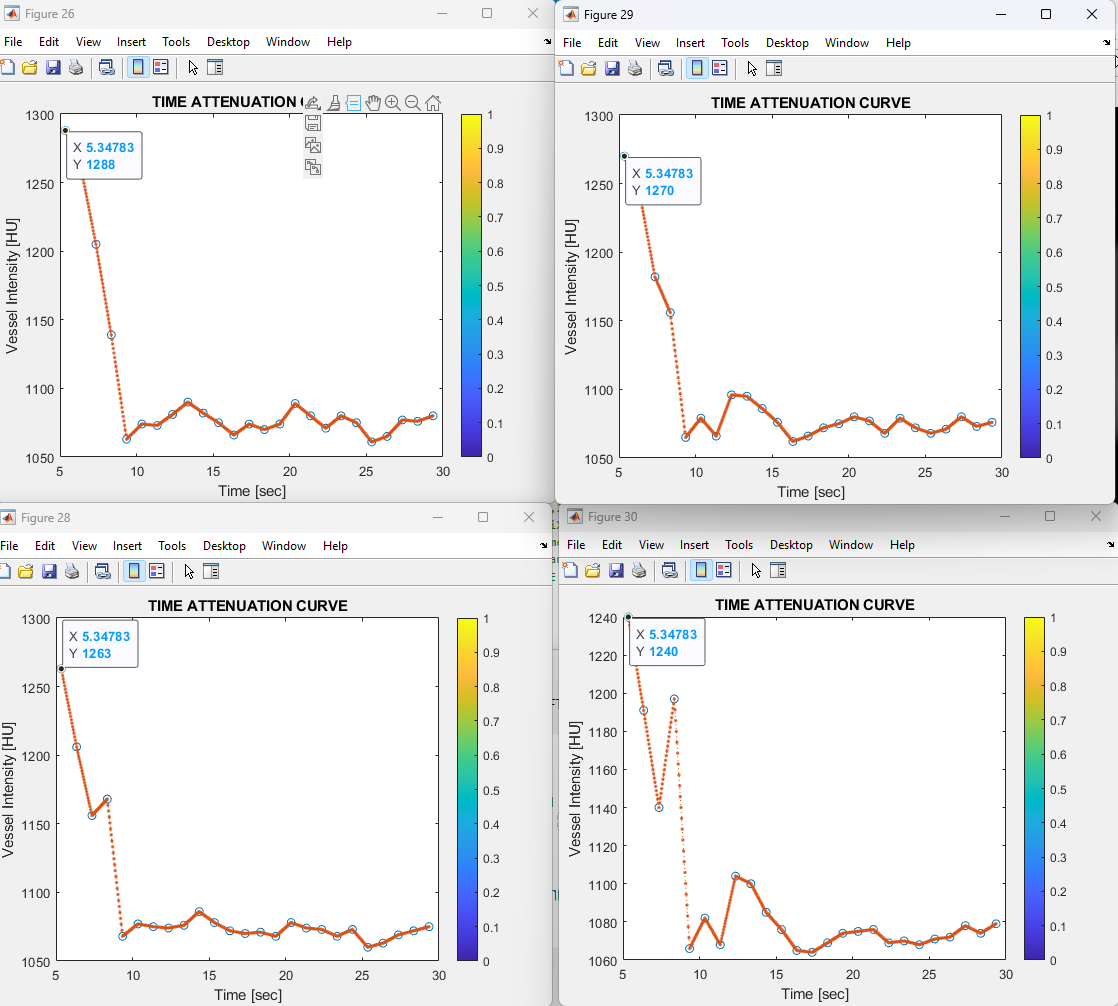 Figure 26
File Edit View Insert Tools Desktop Window Help
TIME ATTENUATION C
1300
1250
1200
1150
1100
1050
Vessel Intensity [HU]
X 5.34783
Y 1288
5 10 15 20 25 30
Time [sec]
1
0.9
0.8
0.7
0.6
0.5
0.4
0.3
0.2
0.1
0
Figure 29
File Edit View Insert Tools Desktop Window Help
TIME ATTENUATION CURVE
1300
1250
1200
1150
1100
1050
Vessel Intensity [HU]
X 5.34783
Y 1270
5 10 15 20 25 30
Time [sec]
1
0.9
0.8
0.7
0.6
0.5
0.4
0.3
0.2
0.1
0
Figure 28
File Edit View Insert Tools Desktop Window Help
TIME ATTENUATION CURVE
1300
1250
1200
1150
1100
1050
Vessel Intensity [HU]
X 5.34783
Y 1263
5 10 15 20 25 30
Time [sec]
1
0.9
0.8
0.7
0.6
0.5
0.4
0.3
0.2
0.1
0
Figure 30
File Edit View Insert Tools Desktop Window Help
TIME ATTENUATION CURVE
1240
1220
1200
1180
1160
1140
1120
1100
1080
1060
Vessel Intensity [HU]
X 5.34783
Y 1240
5 10 15 20 25 30
Time [sec]
1
0.9
0.8
0.7
0.6
0.5
0.4
0.3
0.2
0.1
0